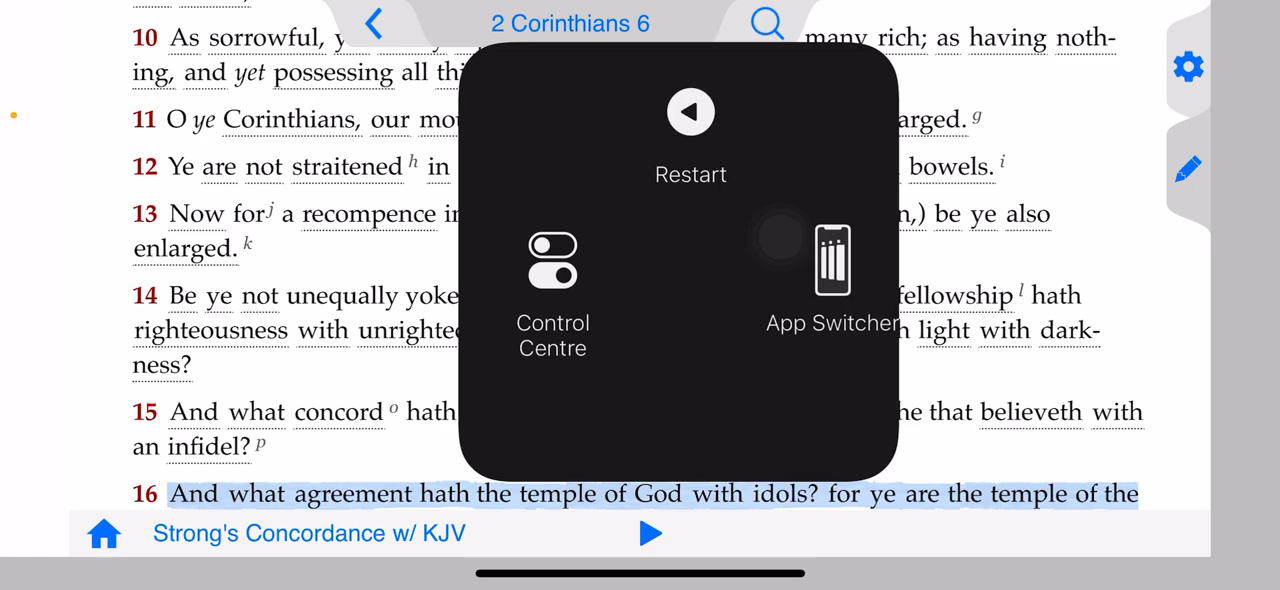 2 Corinthians 6
10 As sorrowful, many rich; as having noth-
ing, and yet possessing all
11 O ye Corinthians, our arged. g
12 Ye are not straitened h in bowels. i
13 Now for j a recompence be ye also
enlarged. k
14 Be ye not unequally fellowship l hath
righteousness with light with dark-
ness?
15 And what concord o hath he that believeth with
an infidel? p
16 And what agreement hath the temple of God with idols? for ye are the temple of the
Restart
Control
Centre
App Switcher
Strong's Concordance w/ KJV